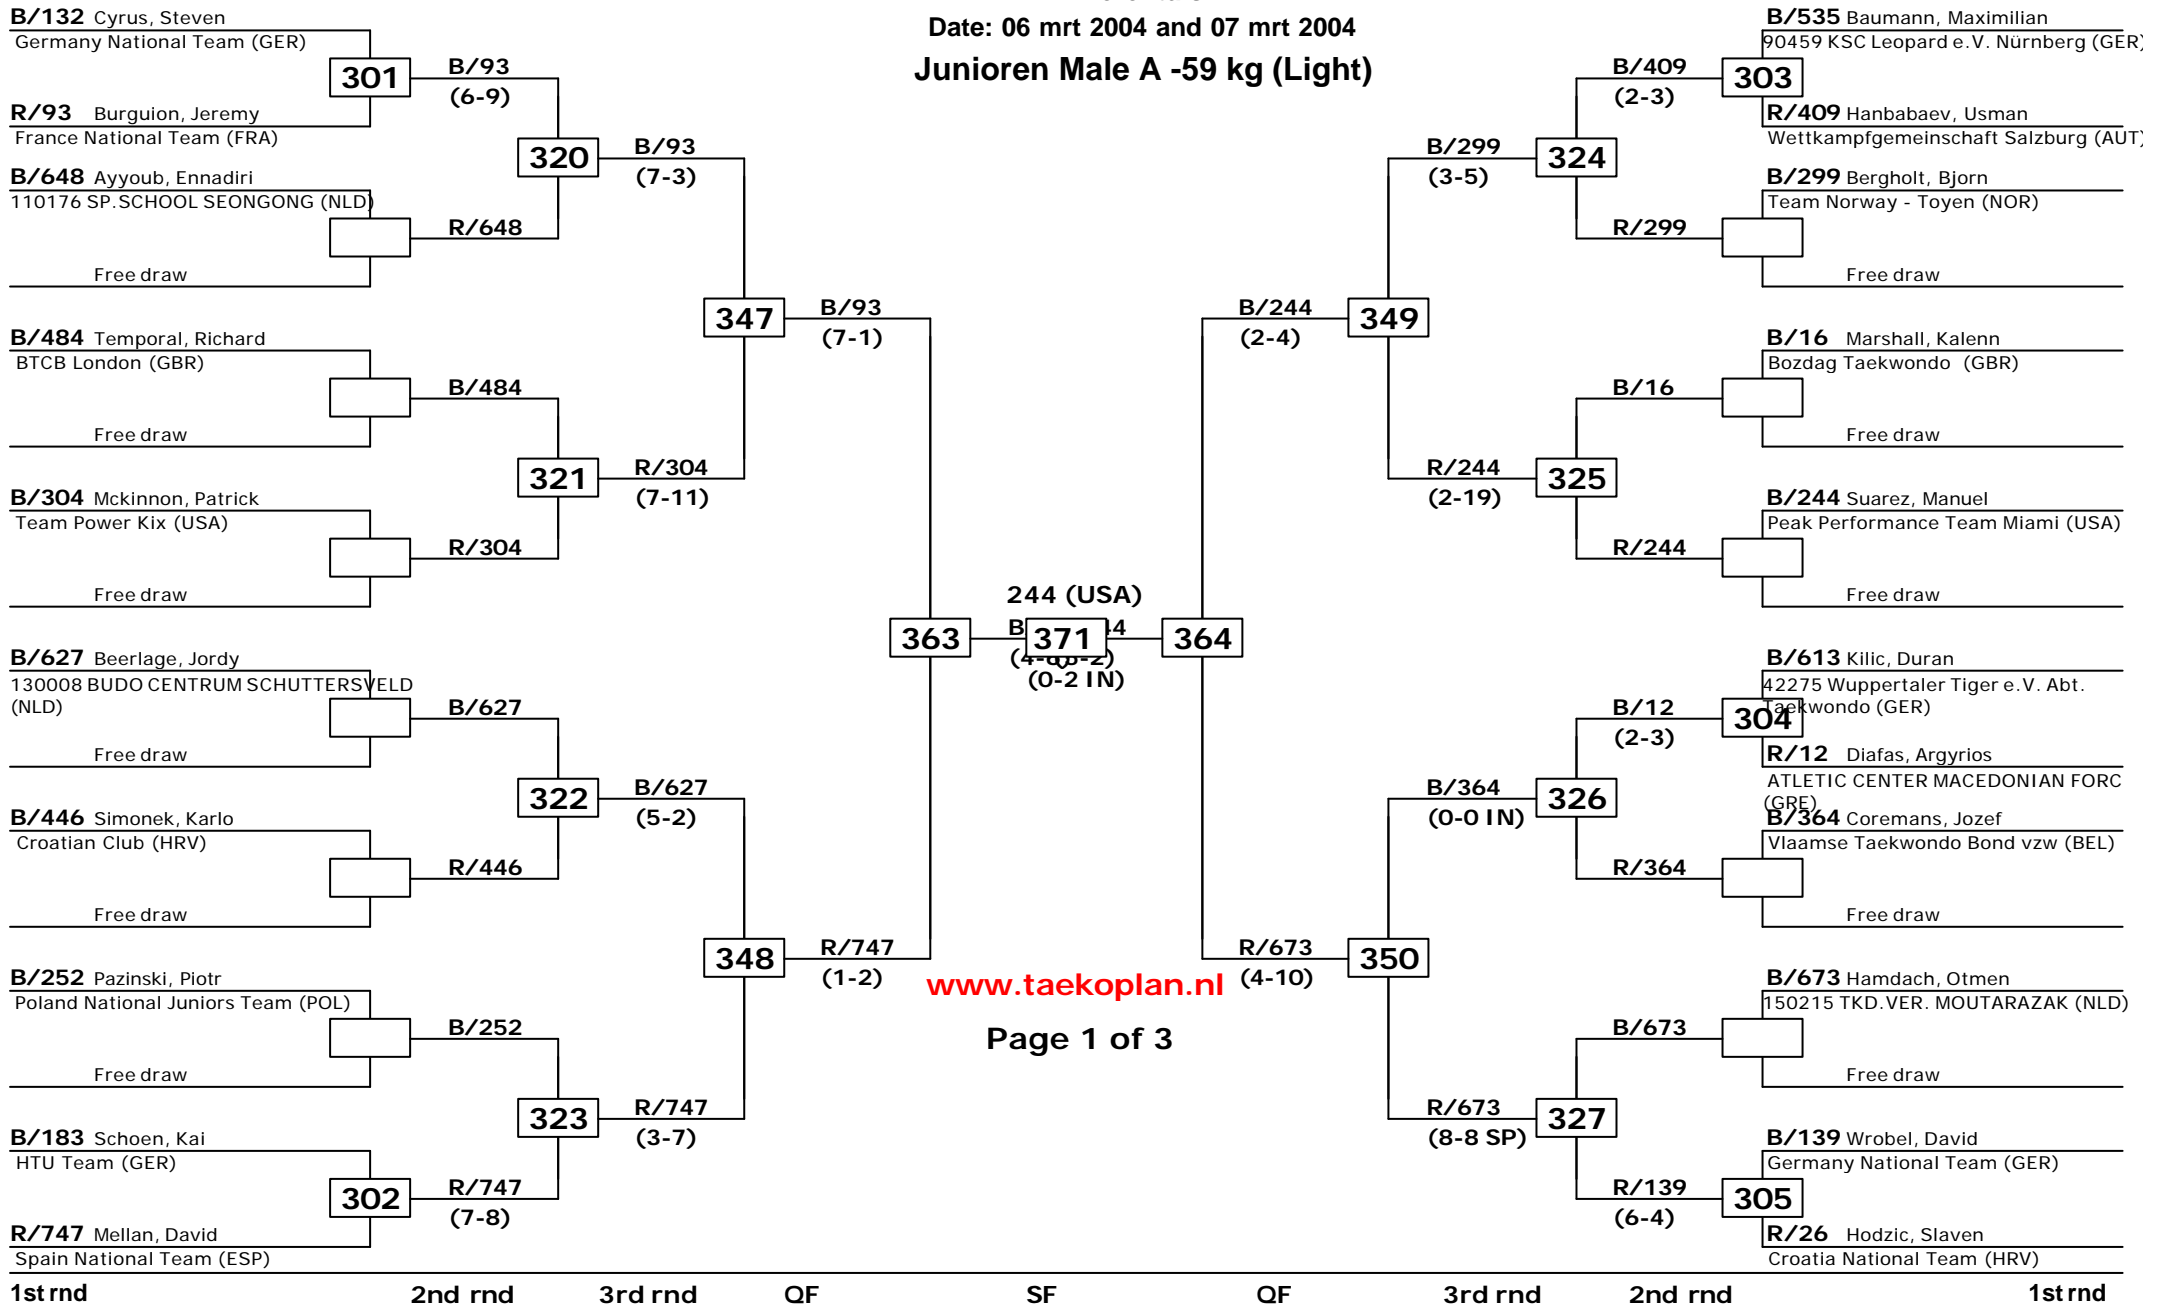 Date: 06 mrt 2004 and 07 mrt 2004
Junioren Male A -59 kg (Light)
B/132 Cyrus, Steven
Germany National Team (GER)
301
R/93 Burguion, Jeremy
France National Team (FRA)
B/93
(6-9)
B/648 Ayyoub, Ennadiri
110176 SP.SCHOOL SEONGONG (NLD)
Free draw
R/648
320
B/93
(7-3)
B/484 Temporal, Richard
BTCB London (GBR)
Free draw
B/484
B/304 Mckinnon, Patrick
Team Power Kix (USA)
Free draw
R/304
321
R/304
(7-11)
347
B/93
(7-1)
B/627 Beerlage, Jordy
130008 BUDO CENTRUM SCHUTTERSVELD
(NLD)
Free draw
B/627
B/446 Simonek, Karlo
Croatian Club (HRV)
Free draw
R/446
322
B/627
(5-2)
B/252 Pazinski, Piotr
Poland National Juniors Team (POL)
Free draw
B/252
B/183 Schoen, Kai
HTU Team (GER)
302
R/747 Mellan, David
Spain National Team (ESP)
R/747
(7-8)
323
R/747
(3-7)
348
R/747
(1-2)
363
244 (USA)
371
(0-2 IN)
364
www.taekoplan.nl
Page 1 of 3
B/535 Baumann, Maximilian
90459 KSC Leopard e.V. Nürnberg (GER)
303
R/409 Hanbabaev, Usman
Wettkampfgemeinschaft Salzburg (AUT)
B/409
(2-3)
B/299 Bergholt, Bjorn
Team Norway - Toyen (NOR)
Free draw
R/299
324
B/299
(3-5)
B/16 Marshall, Kalenn
Bozdag Taekwondo (GBR)
Free draw
B/16
B/244 Suarez, Manuel
Peak Performance Team Miami (USA)
Free draw
R/244
325
R/244
(2-19)
349
B/244
(2-4)
B/613 Kilic, Duran
42275 Wuppertaler Tiger e.V. Abt.
Taekwondo (GER)
304
R/12 Diafas, Argyrios
ATLETIC CENTER MACEDONIAN FORC
(GRE)
B/12
(2-3)
B/364 Coremans, Jozef
Vlaamse Taekwondo Bond vzw (BEL)
Free draw
R/364
326
B/364
(0-0 IN)
B/673 Hamdach, Otmen
150215 TKD.VER. MOUTARAZAK (NLD)
Free draw
B/673
B/139 Wrobel, David
Germany National Team (GER)
305
R/26 Hodzic, Slaven
Croatia National Team (HRV)
R/139
(6-4)
327
R/673
(8-8 SP)
350
R/673
(4-10)
1st rnd 2nd rnd 3rd rnd QF SF QF 3rd rnd 2nd rnd 1st rnd